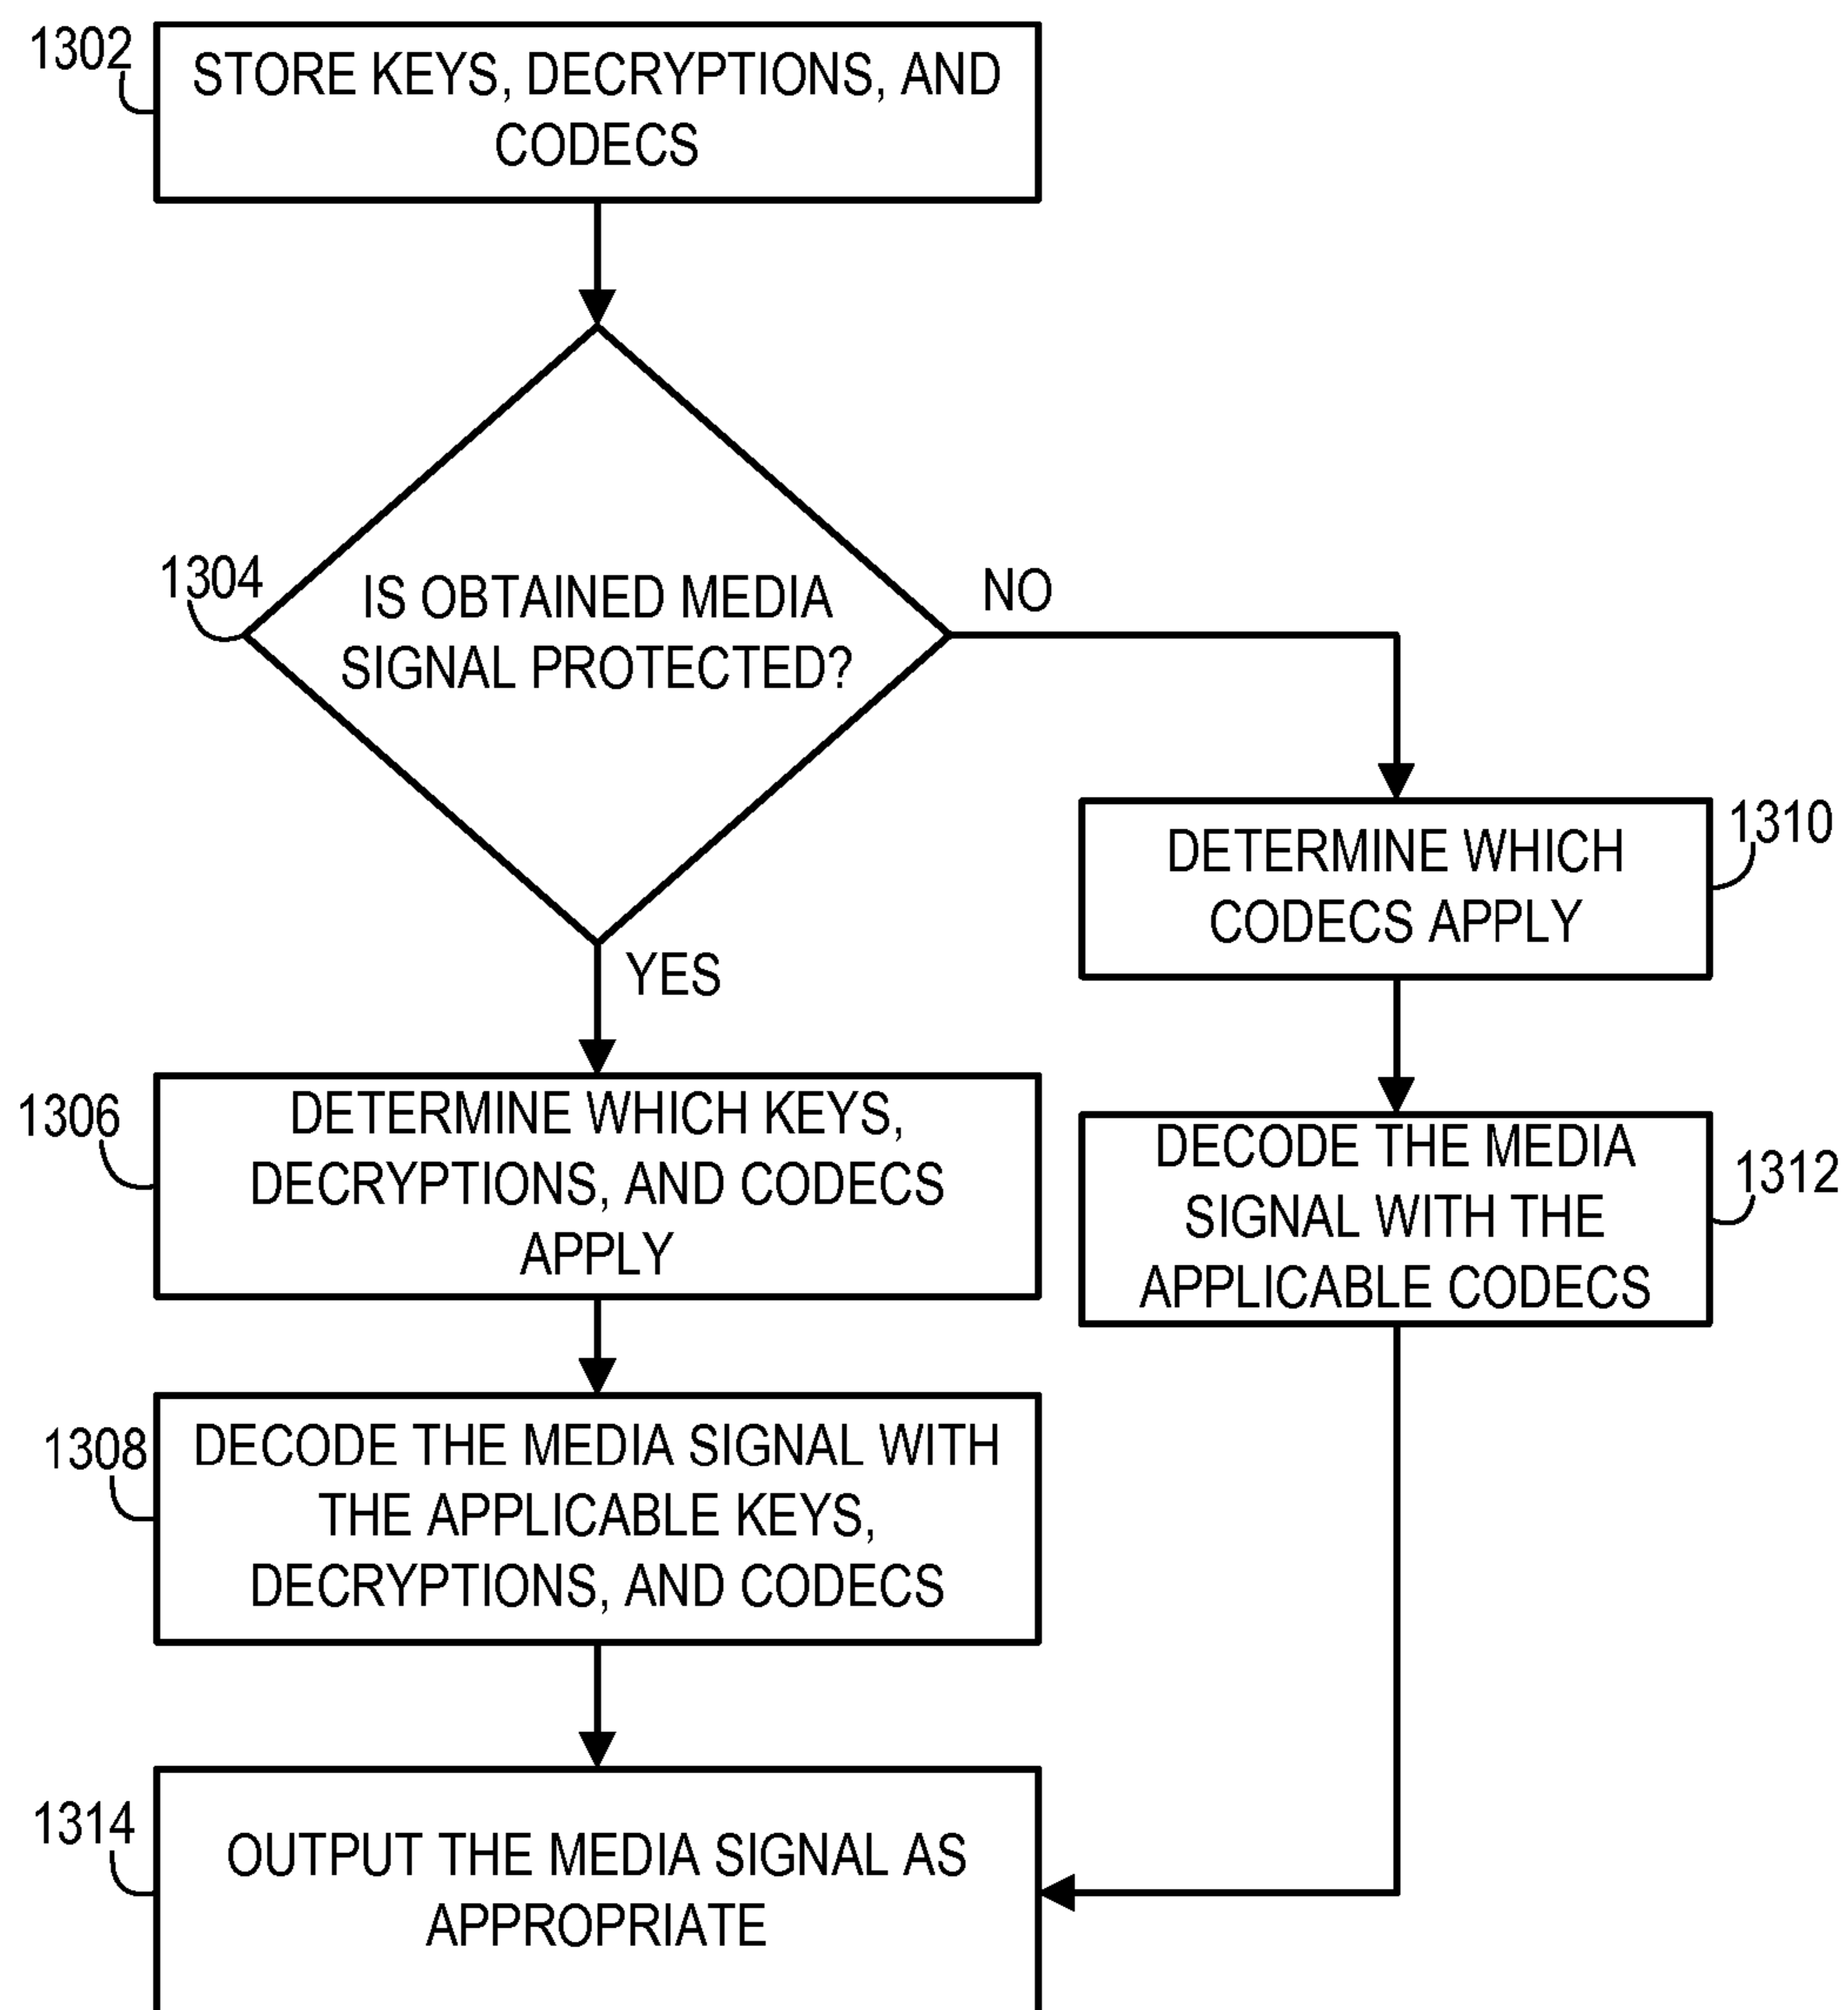 1302
STORE KEYS, DECRYPTIONS, AND
CODECS
1304
IS OBTAINED MEDIA
SIGNAL PROTECTED?
NO
YES
1310
DETERMINE WHICH
CODECS APPLY
1306
DETERMINE WHICH KEYS,
DECRYPTIONS, AND CODECS
APPLY
1312
DECODE THE MEDIA
SIGNAL WITH THE
APPLICABLE CODECS
1308
DECODE THE MEDIA SIGNAL WITH
THE APPLICABLE KEYS,
DECRYPTIONS, AND CODECS
1314
OUTPUT THE MEDIA SIGNAL AS
APPROPRIATE